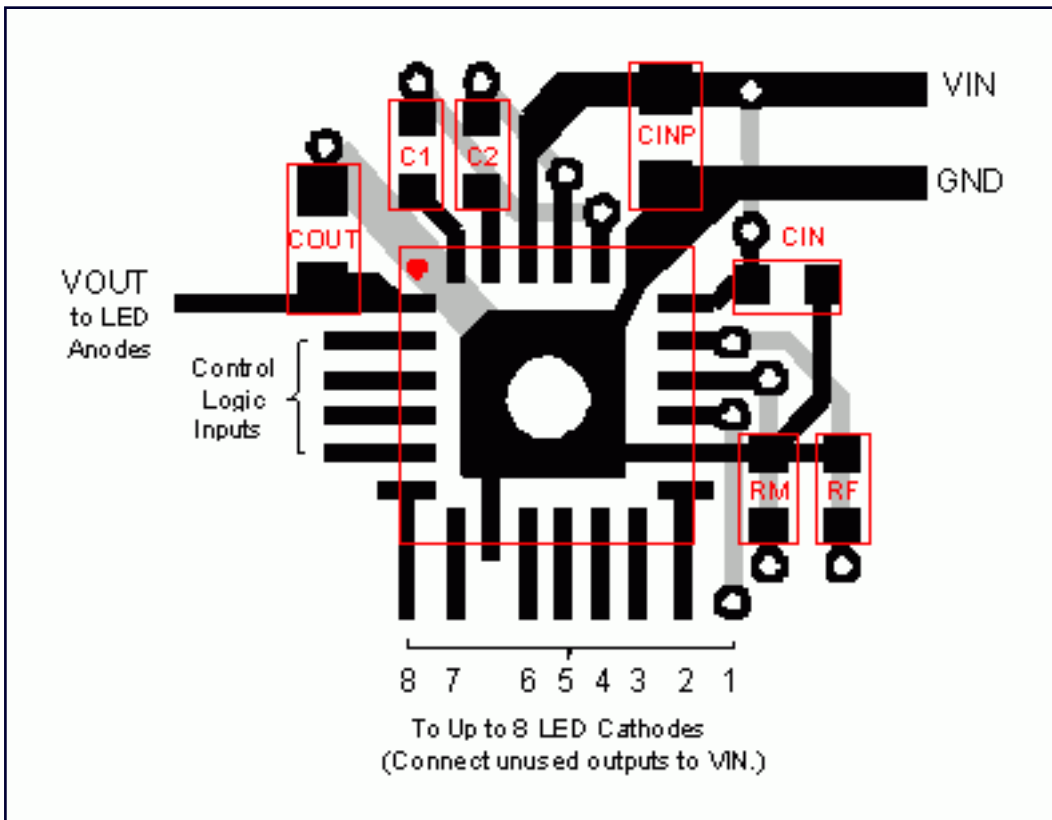 VIN
C1
C2
CINP
GND
COUT
CIN
VOUT
to LED
Anodes
Control
Logic
Inputs
RM
RF
8 7 6 5 4 3 2 1
To Up to 8 LED Cathodes
(Connect unused outputs to VIN.)